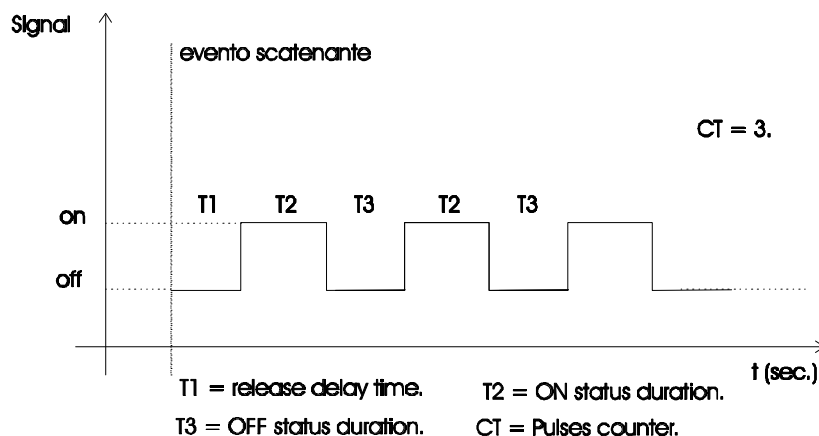 Signal
evento scatenante
CT = 3.
T1 T2 T3 T2 T3
on
off
t (sec.)
T1 = release delay time. T2 = ON status duration.
T3 = OFF status duration. CT = Pulses counter.